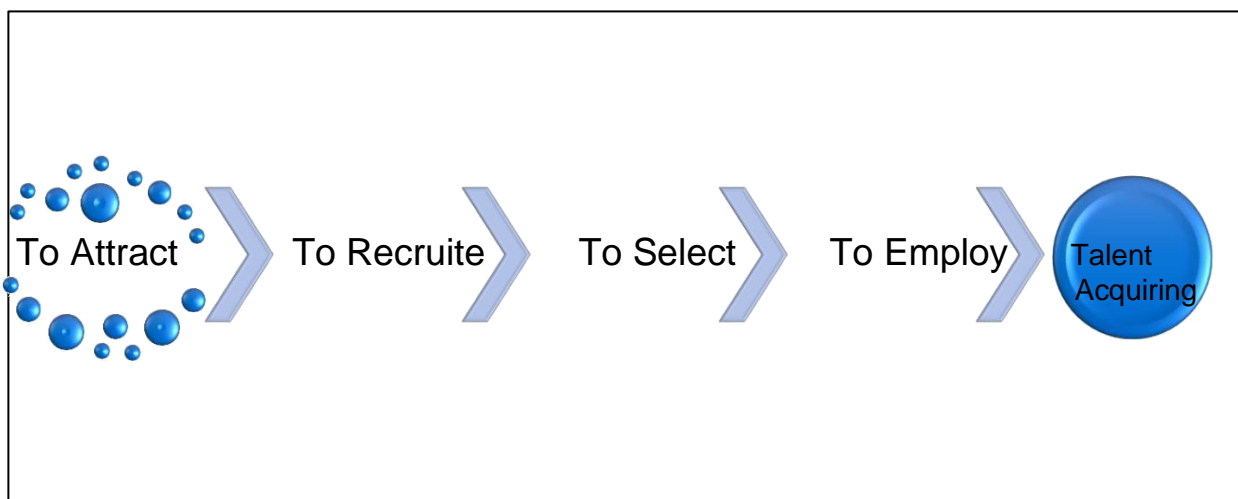 To Attract
To Recruite
To Select
To Employ
Talent
Acquiring